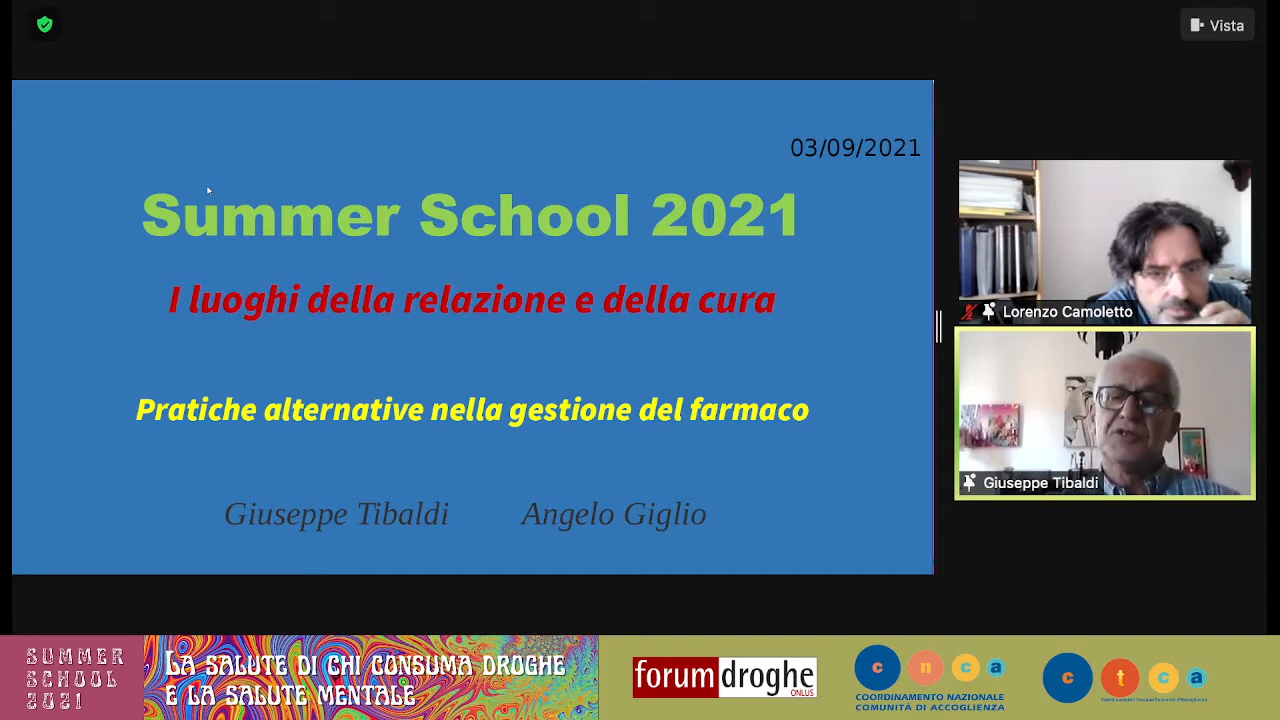 Vista
03/09/2021
Summer School 2021
I luoghi della relazione e della cura
Pratiche alternative nella gestione del farmaco
Giuseppe Tibaldi Angelo Giglio
Lorenzo Camoletto
Giuseppe Tibaldi
SUMMER
SCHOOL
2021
LA SALUTE DI CHI CONSUMA DROGHE
E LA SALUTE MENTALE
forumdroghe
ONLUS
c n c a
COORDINAMENTO NAZIONALE
COMUNITÀ DI ACCOGLIENZA
c t c a